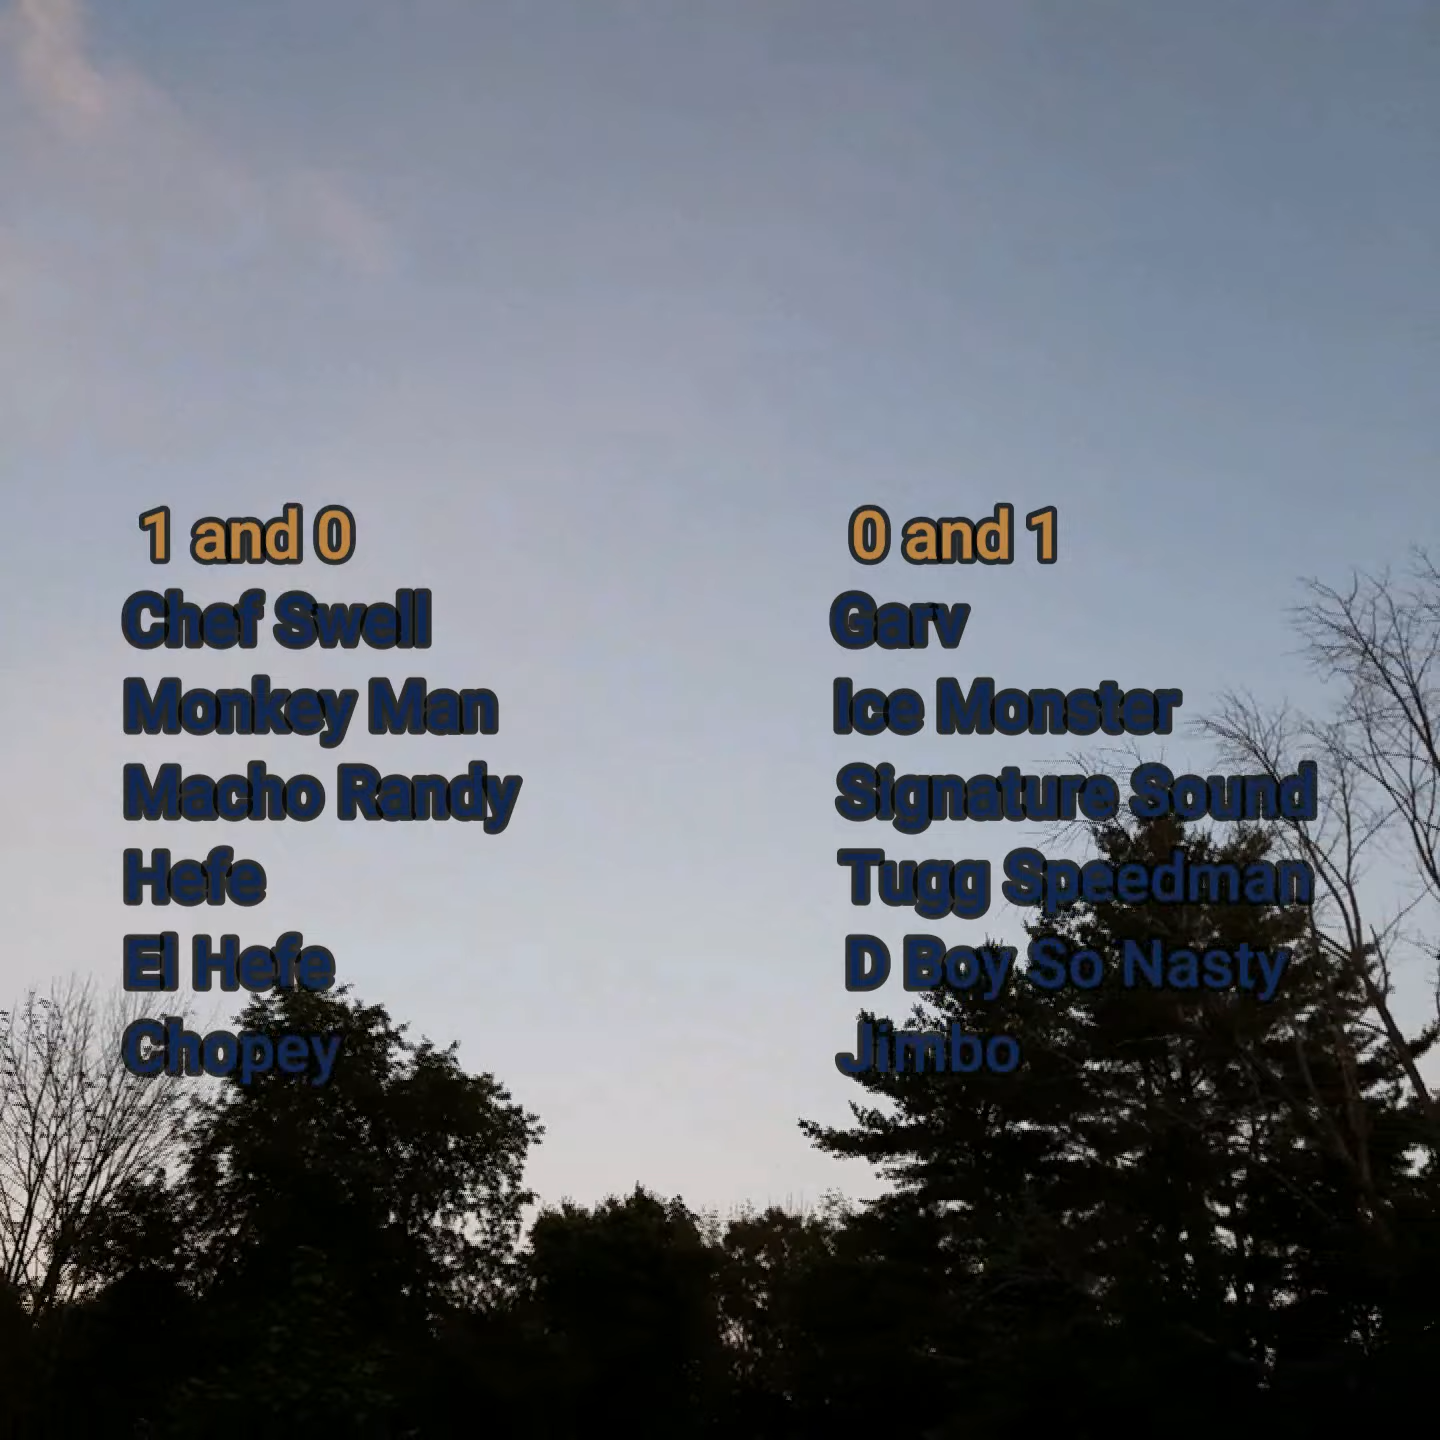 1 and 0
Chef Swell
Monkey Man
Macho Randy
Hefe
El Hefe
Chopey
0 and 1
Garv
Ice Monster
Signature Sound
Tugg Speedman
D Boy So Nasty
Jimbo